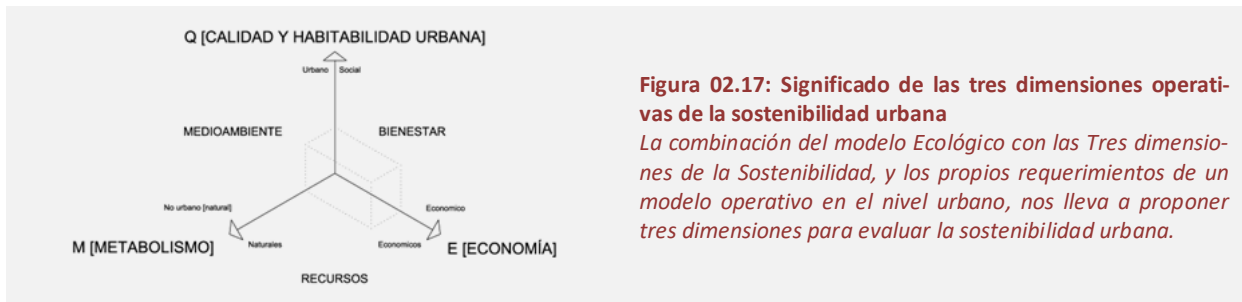 Q [CALIDAD Y HABITABILIDAD URBANA]
Urbano Social
MEDIOAMBIENTE BIENESTAR
No urbano [natural] Economico
Naturales Economicos
M [METABOLISMO] E [ECONOMÍA]
RECURSOS
Figura 02.17: Significado de las tres dimensiones operati-
vas de la sostenibilidad urbana
La combinación del modelo Ecológico con las Tres dimensio-
nes de la Sostenibilidad, y los propios requerimientos de un
modelo operativo en el nivel urbano, nos lleva a proponer
tres dimensiones para evaluar la sostenibilidad urbana.